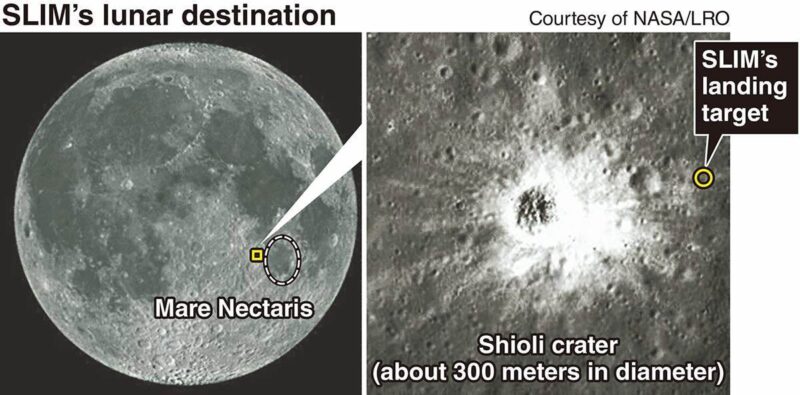 SLIM’s lunar destination
Courtesy of NASA/LRO
SLIM’s
landing
target
Mare Nectaris
Shioli crater
(about 300 meters in diameter)